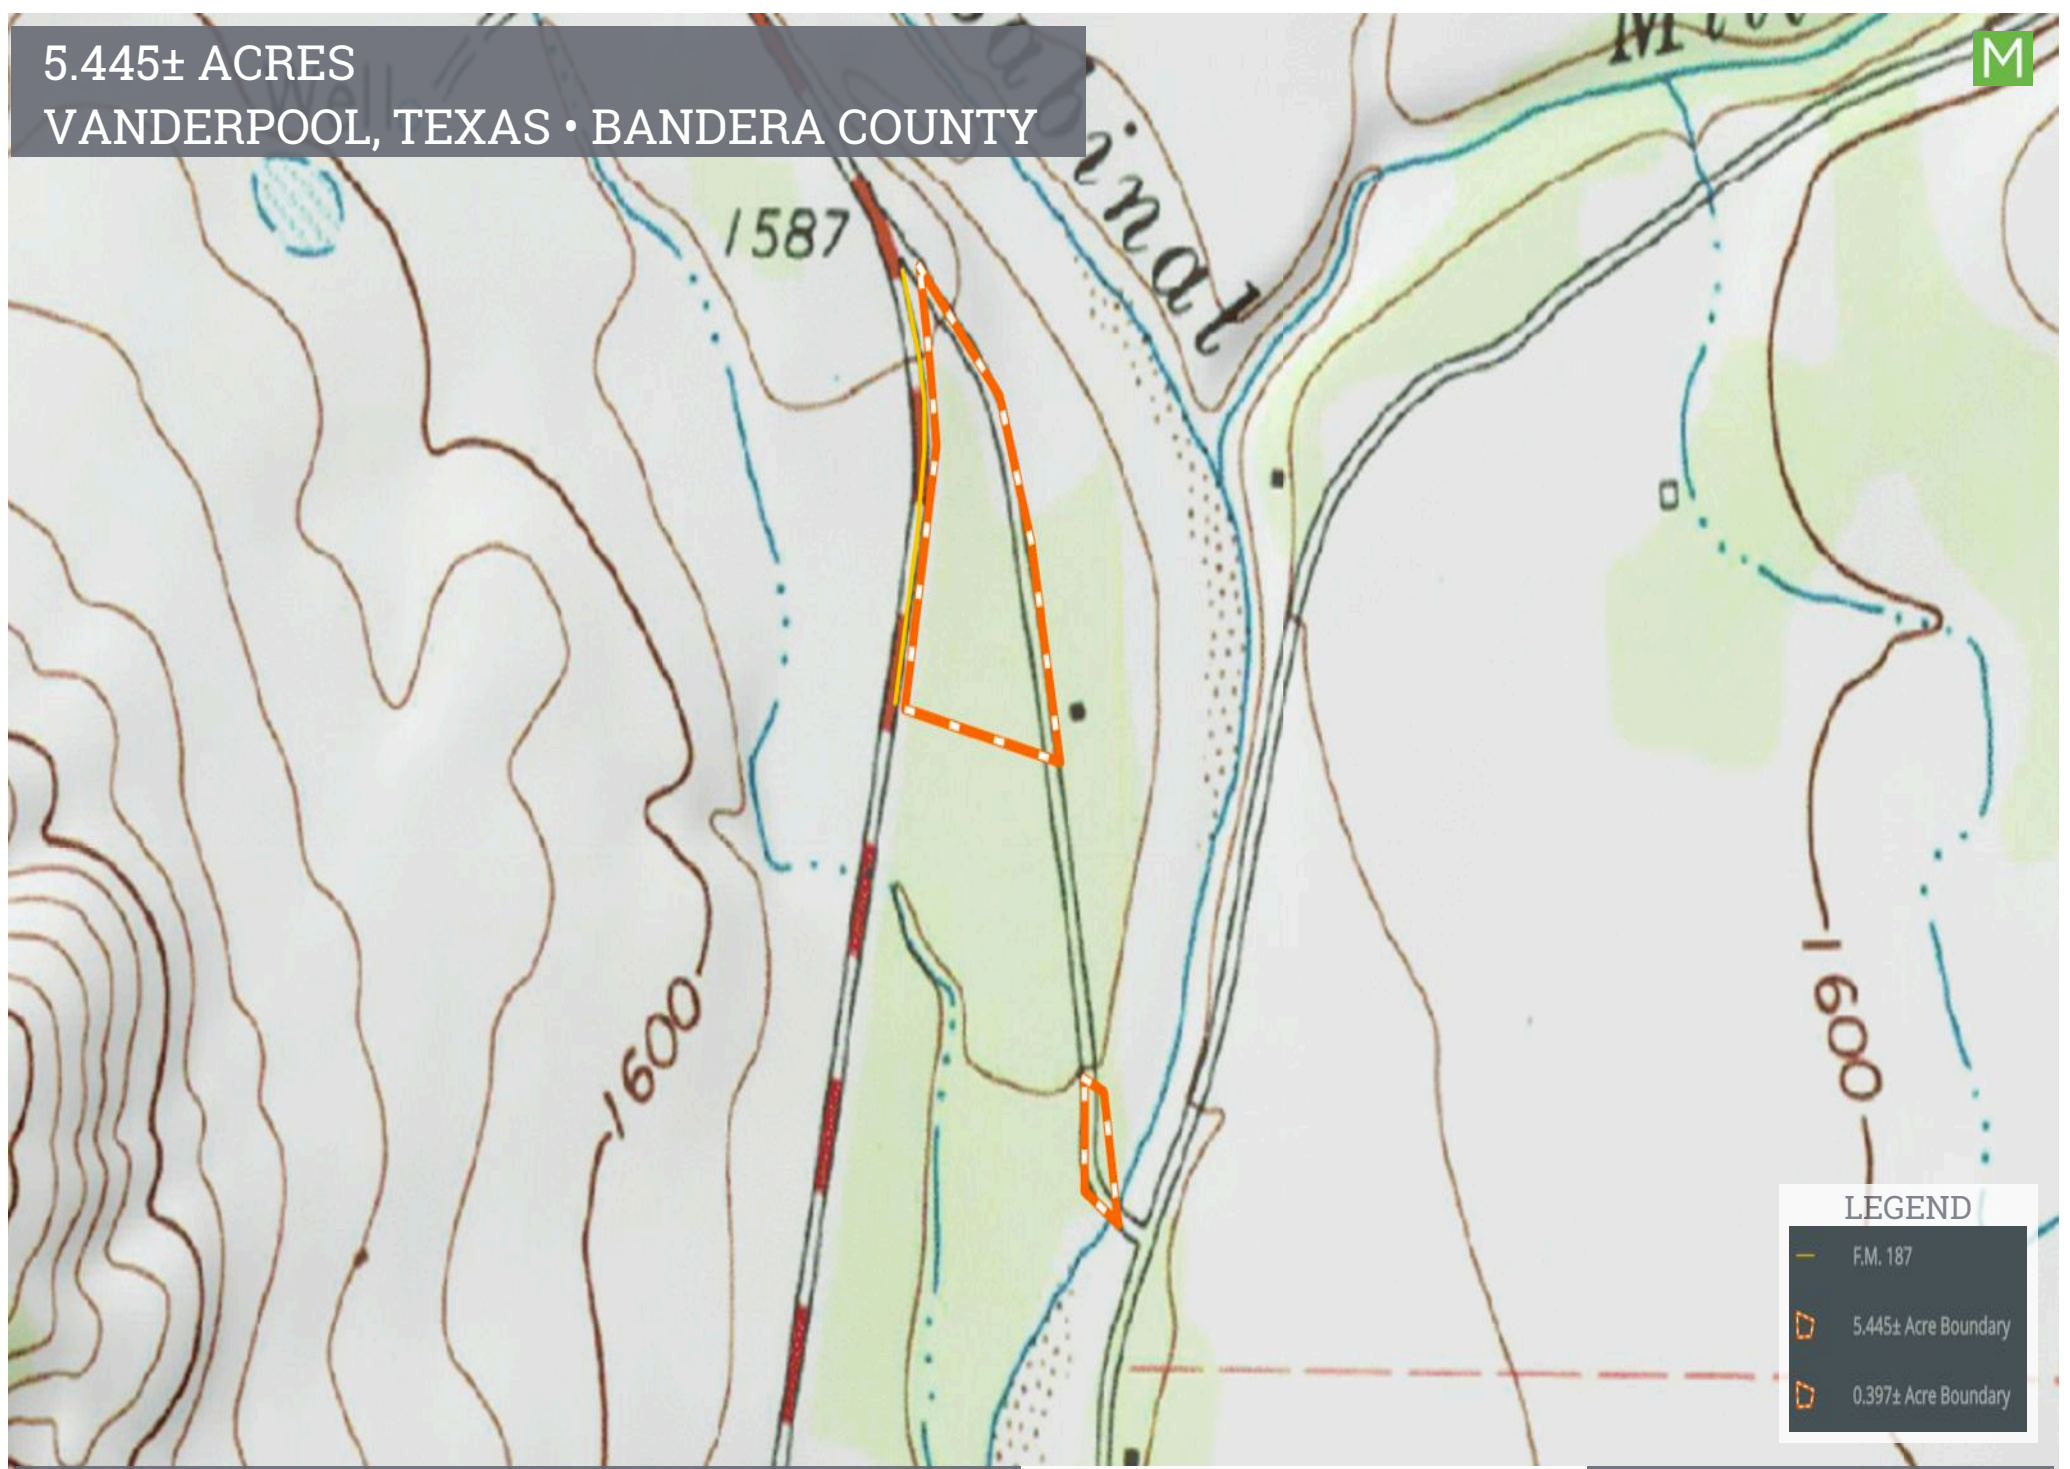 5.445± ACRES
VANDERPOOL, TEXAS • BANDERA COUNTY
M
Well
1587
1600
1600
LEGEND
F.M. 187
5.445± Acre Boundary
0.397± Acre Boundary